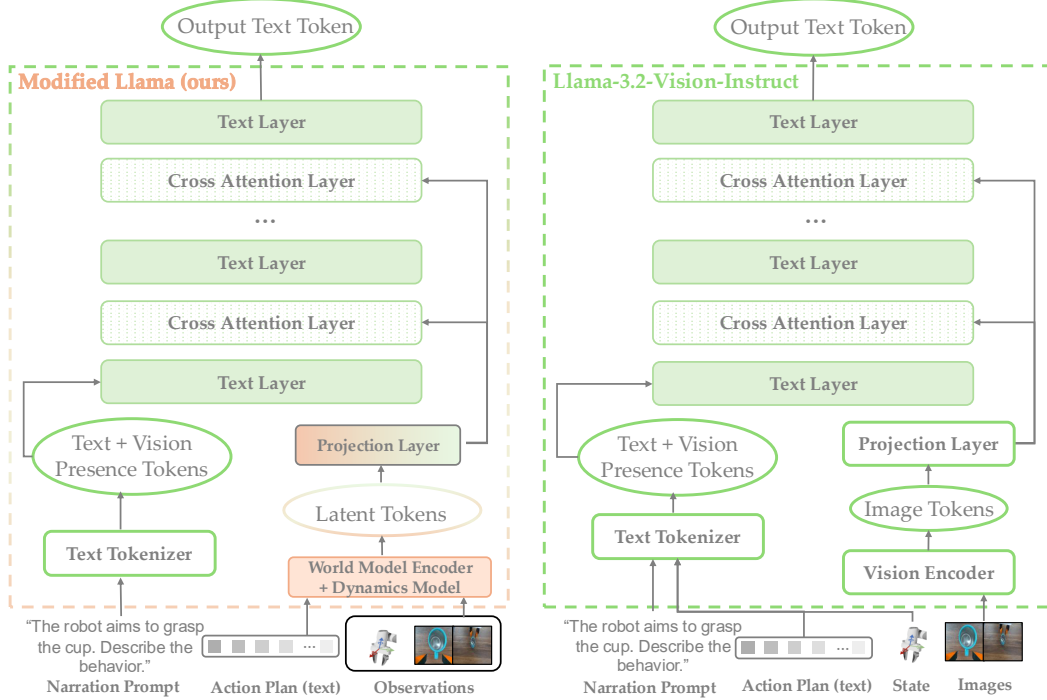 Output Text Token
Modified Llama (ours)
Text Layer
Cross Attention Layer
...
Text Layer
Cross Attention Layer
Text Layer
Text + Vision
Presence Tokens
Projection Layer
Latent Tokens
Text Tokenizer
World Model Encoder
+ Dynamics Model
“The robot aims to grasp
the cup. Describe the
behavior.”
...
Narration Prompt
Action Plan (text)
Observations
Output Text Token
Llama-3.2-Vision-Instruct
Text Layer
Cross Attention Layer
...
Text Layer
Cross Attention Layer
Text Layer
Text + Vision
Presence Tokens
Projection Layer
Image Tokens
Text Tokenizer
Vision Encoder
“The robot aims to grasp
the cup. Describe the
behavior.”
...
Narration Prompt
Action Plan (text)
State
Images